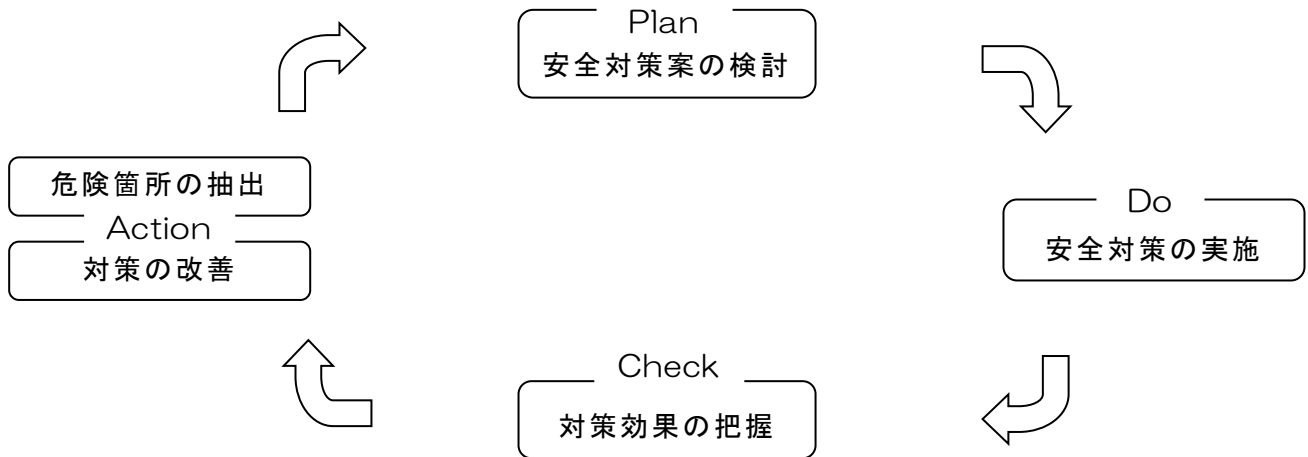 Plan
安全対策案の検討
危険箇所の抽出
Action
対策の改善
Do
安全対策の実施
Check
対策効果の把握